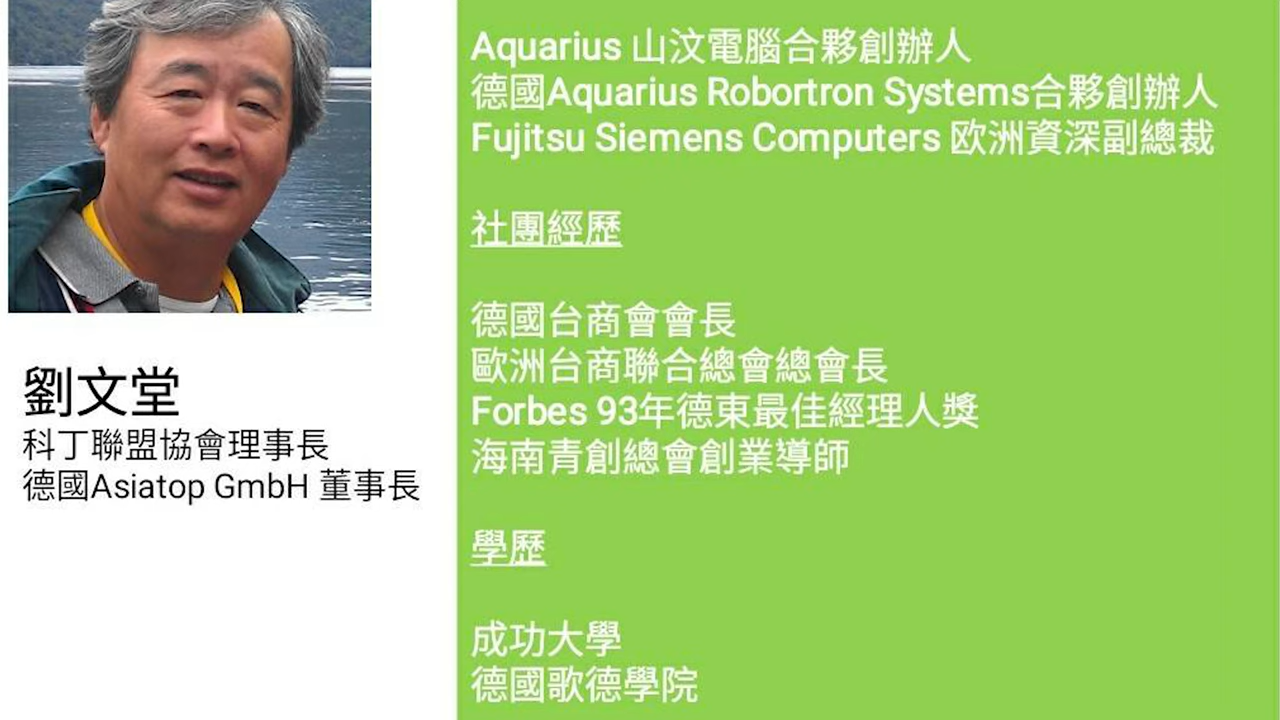 Aquarius 山汶電腦合夥創辦人
德國Aquarius Robortron Systems合夥創辦人
Fujitsu Siemens Computers 欧洲資深副總裁
社團經歷
德國台商會會長
歐洲台商聯合總會總會長
Forbes 93年德東最佳經理人獎
海南青創總會創業導師
學歷
成功大學
德國歌德學院
劉文堂
科丁聯盟協會理事長
德國Asiatop GmbH 董事長